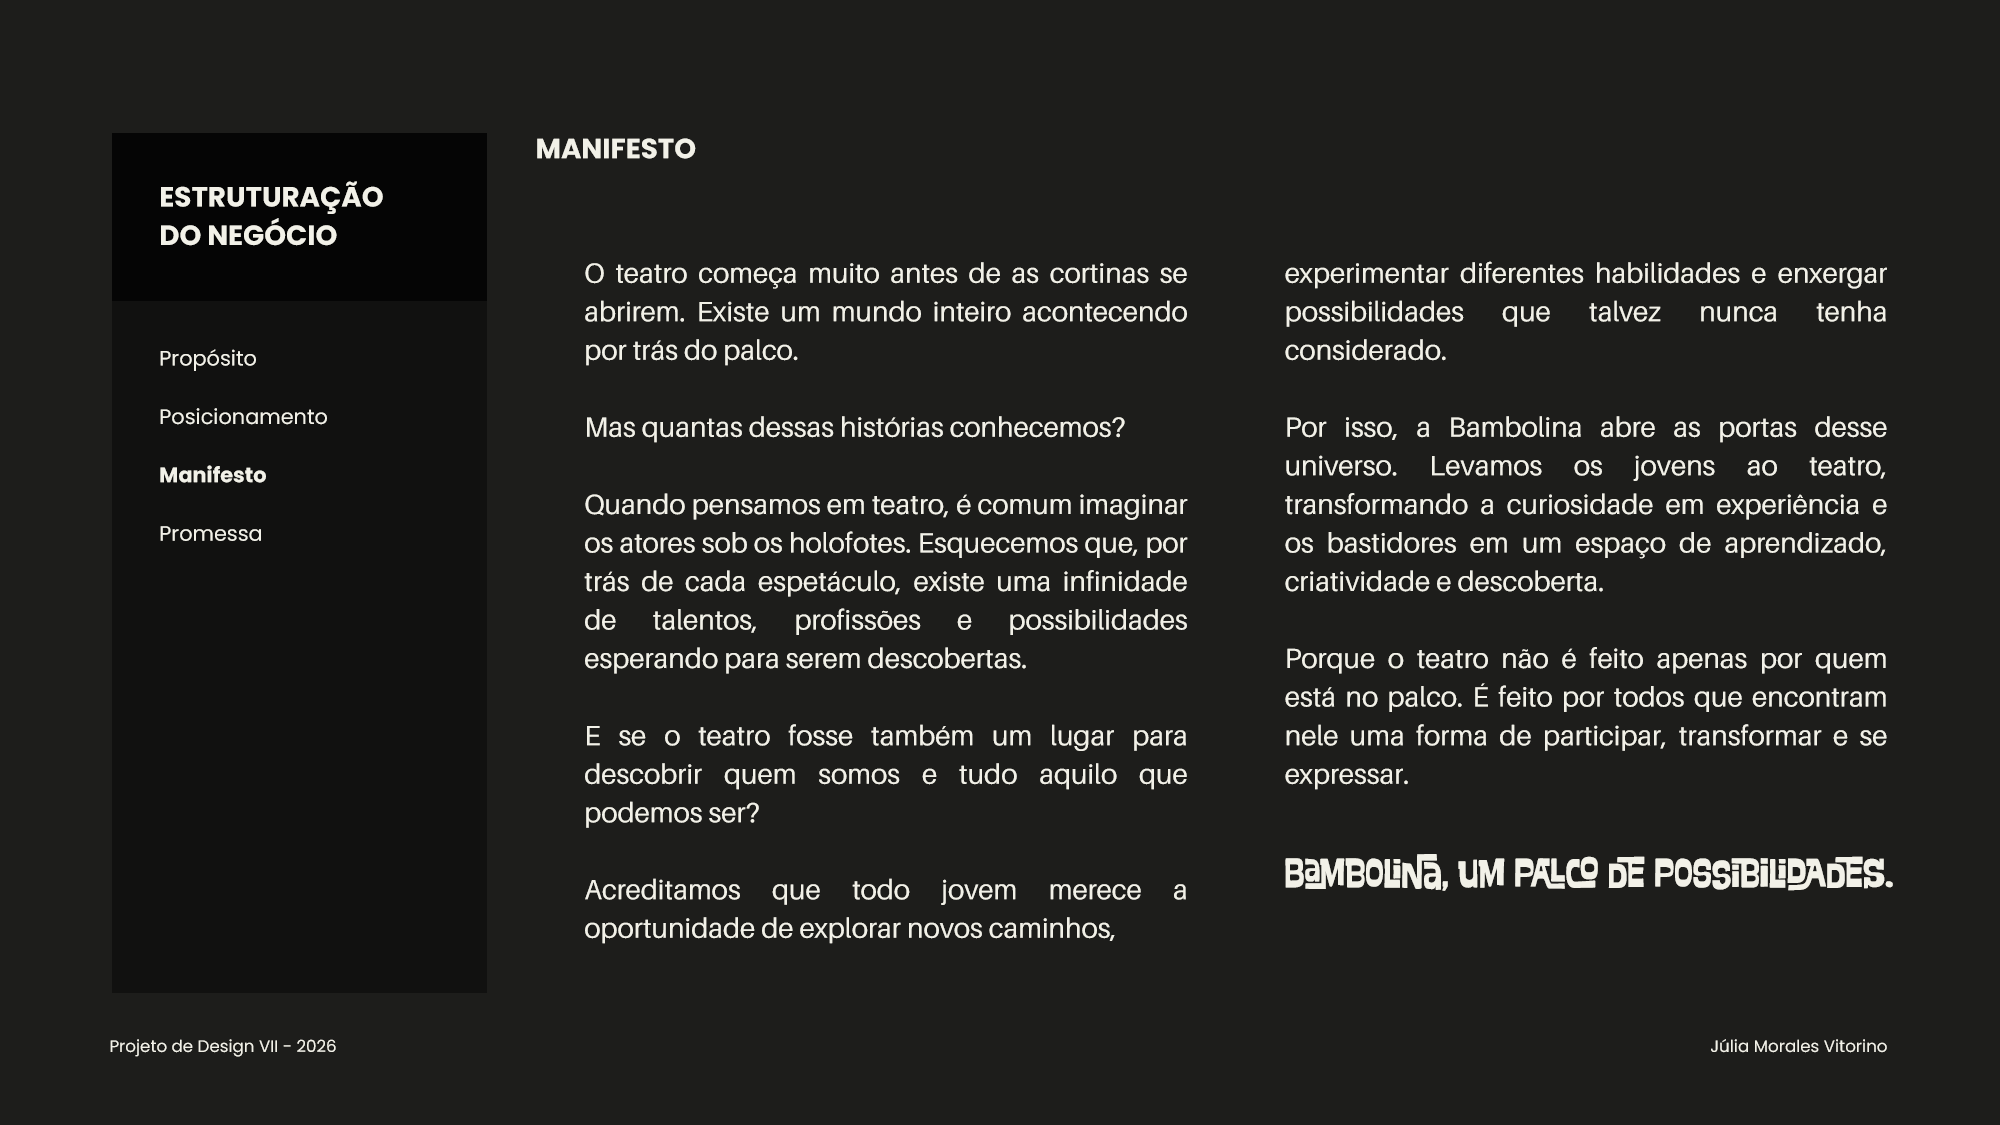 ESTRUTURAÇÃO
DO NEGÓCIO
Propósito
Posicionamento
Manifesto
Promessa
MANIFESTO
O teatro começa muito antes de as cortinas se
abrirem. Existe um mundo inteiro acontecendo
por trás do palco.
Mas quantas dessas histórias conhecemos?
Quando pensamos em teatro, é comum imaginar
os atores sob os holofotes. Esquecemos que, por
trás de cada espetáculo, existe uma infinidade
de talentos, profissões e possibilidades
esperando para serem descobertas.
E se o teatro fosse também um lugar para
descobrir quem somos e tudo aquilo que
podemos ser?
Acreditamos que todo jovem merece a
oportunidade de explorar novos caminhos,
experimentar diferentes habilidades e enxergar
possibilidades que talvez nunca tenha
considerado.
Por isso, a Bambolina abre as portas desse
universo. Levamos os jovens ao teatro,
transformando a curiosidade em experiência e
os bastidores em um espaço de aprendizado,
criatividade e descoberta.
Porque o teatro não é feito apenas por quem
está no palco. É feito por todos que encontram
nele uma forma de participar, transformar e se
expressar.
BaMBOLiNa, UM PALCO DE POSSiBiLiDADES.
Projeto de Design VII - 2026
Júlia Morales Vitorino